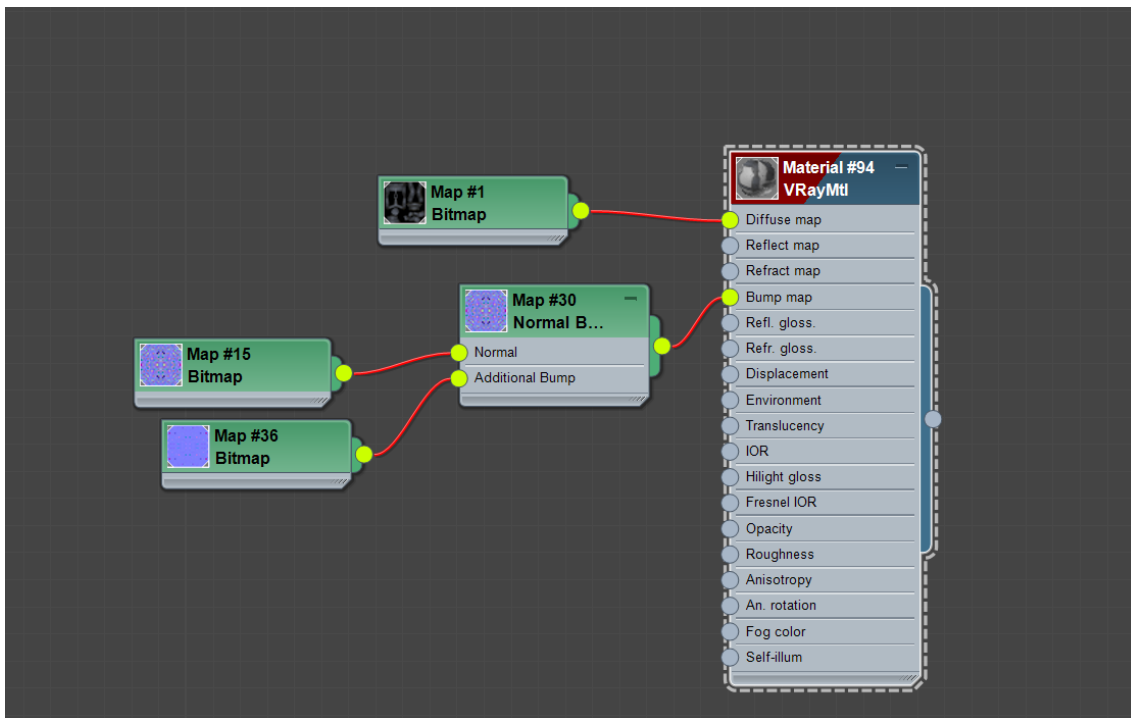 Map #1
Bitmap
Map #15
Bitmap
Map #36
Bitmap
Map #30
Normal B...
Normal
Additional Bump
Material #94
VRayMtl
Diffuse map
Reflect map
Refract map
Bump map
Refl. gloss.
Refr. gloss.
Displacement
Environment
Translucency
IOR
Hilight gloss
Fresnel IOR
Opacity
Roughness
Anisotropy
An. rotation
Fog color
Self-illum